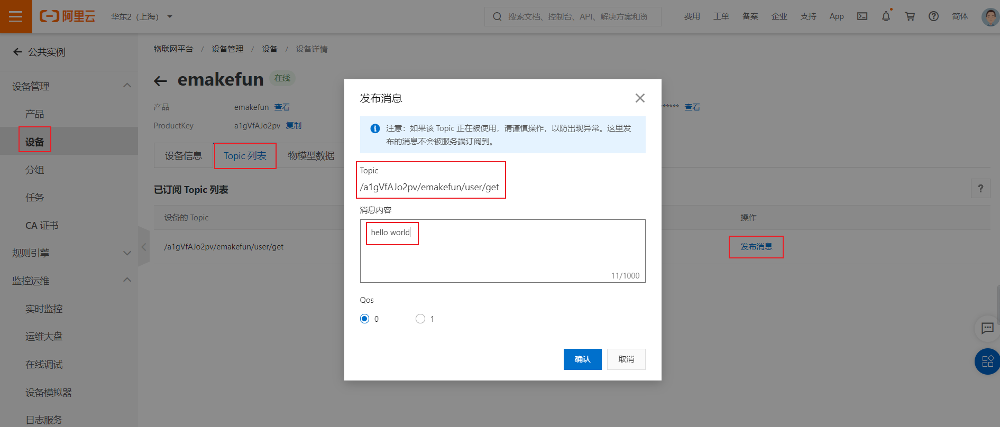 阿里云
华东2（上海）
搜索文档、控制台、API、解决方案和资
费用
工单
备案
企业
支持
App
简体
公共实例
设备管理
产品
设备
分组
任务
CA 证书
规则引擎
监控运维
实时监控
运维大盘
在线调试
设备模拟器
日志服务
物联网平台 / 设备管理 / 设备 / 设备详情
emakefun 在线
产品 emakefun 查看
****** 查看
ProductKey a1gVfAJo2pv 复制
设备信息
Topic 列表
物模型数据
已订阅 Topic 列表
?
设备的 Topic
操作
/a1gVfAJo2pv/emakefun/user/get
发布消息
发布消息
注意：如果该 Topic 正在被使用，请谨慎操作，以防出现异常。这里发
布的消息不会被服务端订阅到。
Topic
/a1gVfAJo2pv/emakefun/user/get
消息内容
hello world
11/1000
Qos
0
1
确认
取消